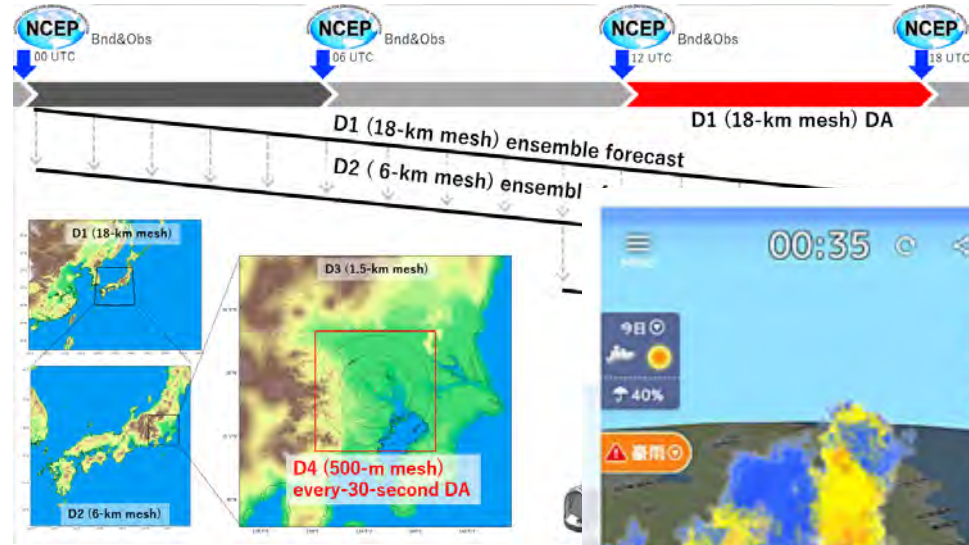 NCEP
Bnd&Obs
00 UTC
NCEP
Bnd&Obs
06 UTC
NCEP
Bnd&Obs
12 UTC
NCEP
18 UTC
D1 (18-km mesh) DA
D1 (18-km mesh) ensemble forecast
D2 ( 6-km mesh) ensembl
D1 (18-km mesh)
D3 (1.5-km mesh)
D4 (500-m mesh)
every-30-second DA
D2 (6-km mesh)
00:35
今日
40%
豪雨